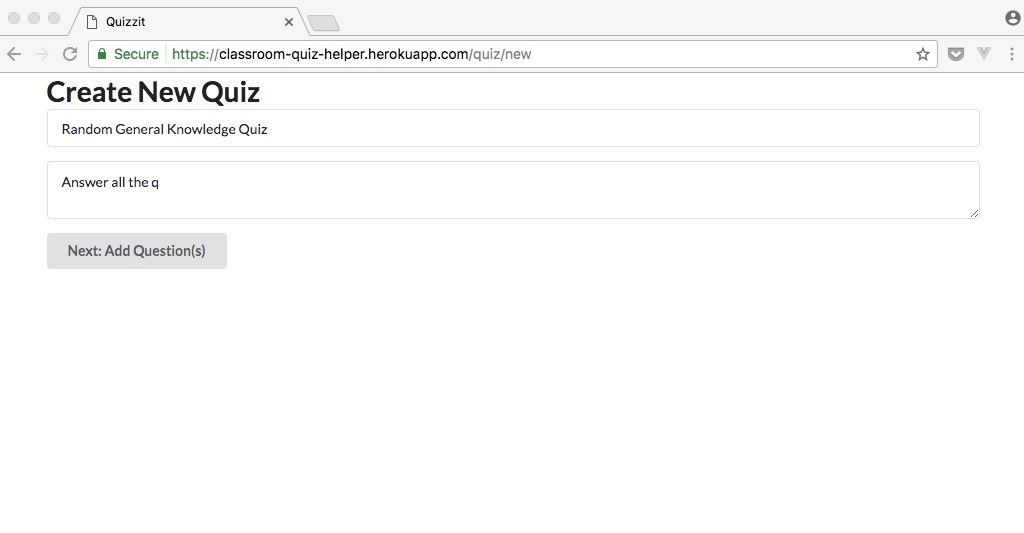 Quizzit
Secure https://classroom-quiz-helper.herokuapp.com/quiz/new
Create New Quiz
Random General Knowledge Quiz
Answer all the q
Next: Add Question(s)